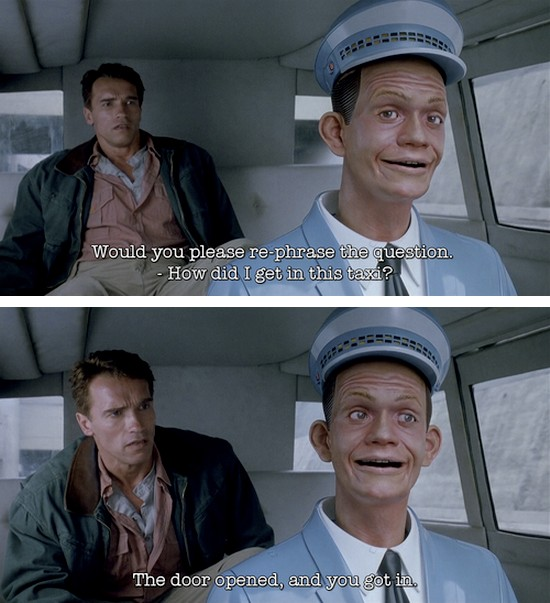 Would you please re-phrase the question.
- How did I get in this taxi?
The door opened, and you got in.